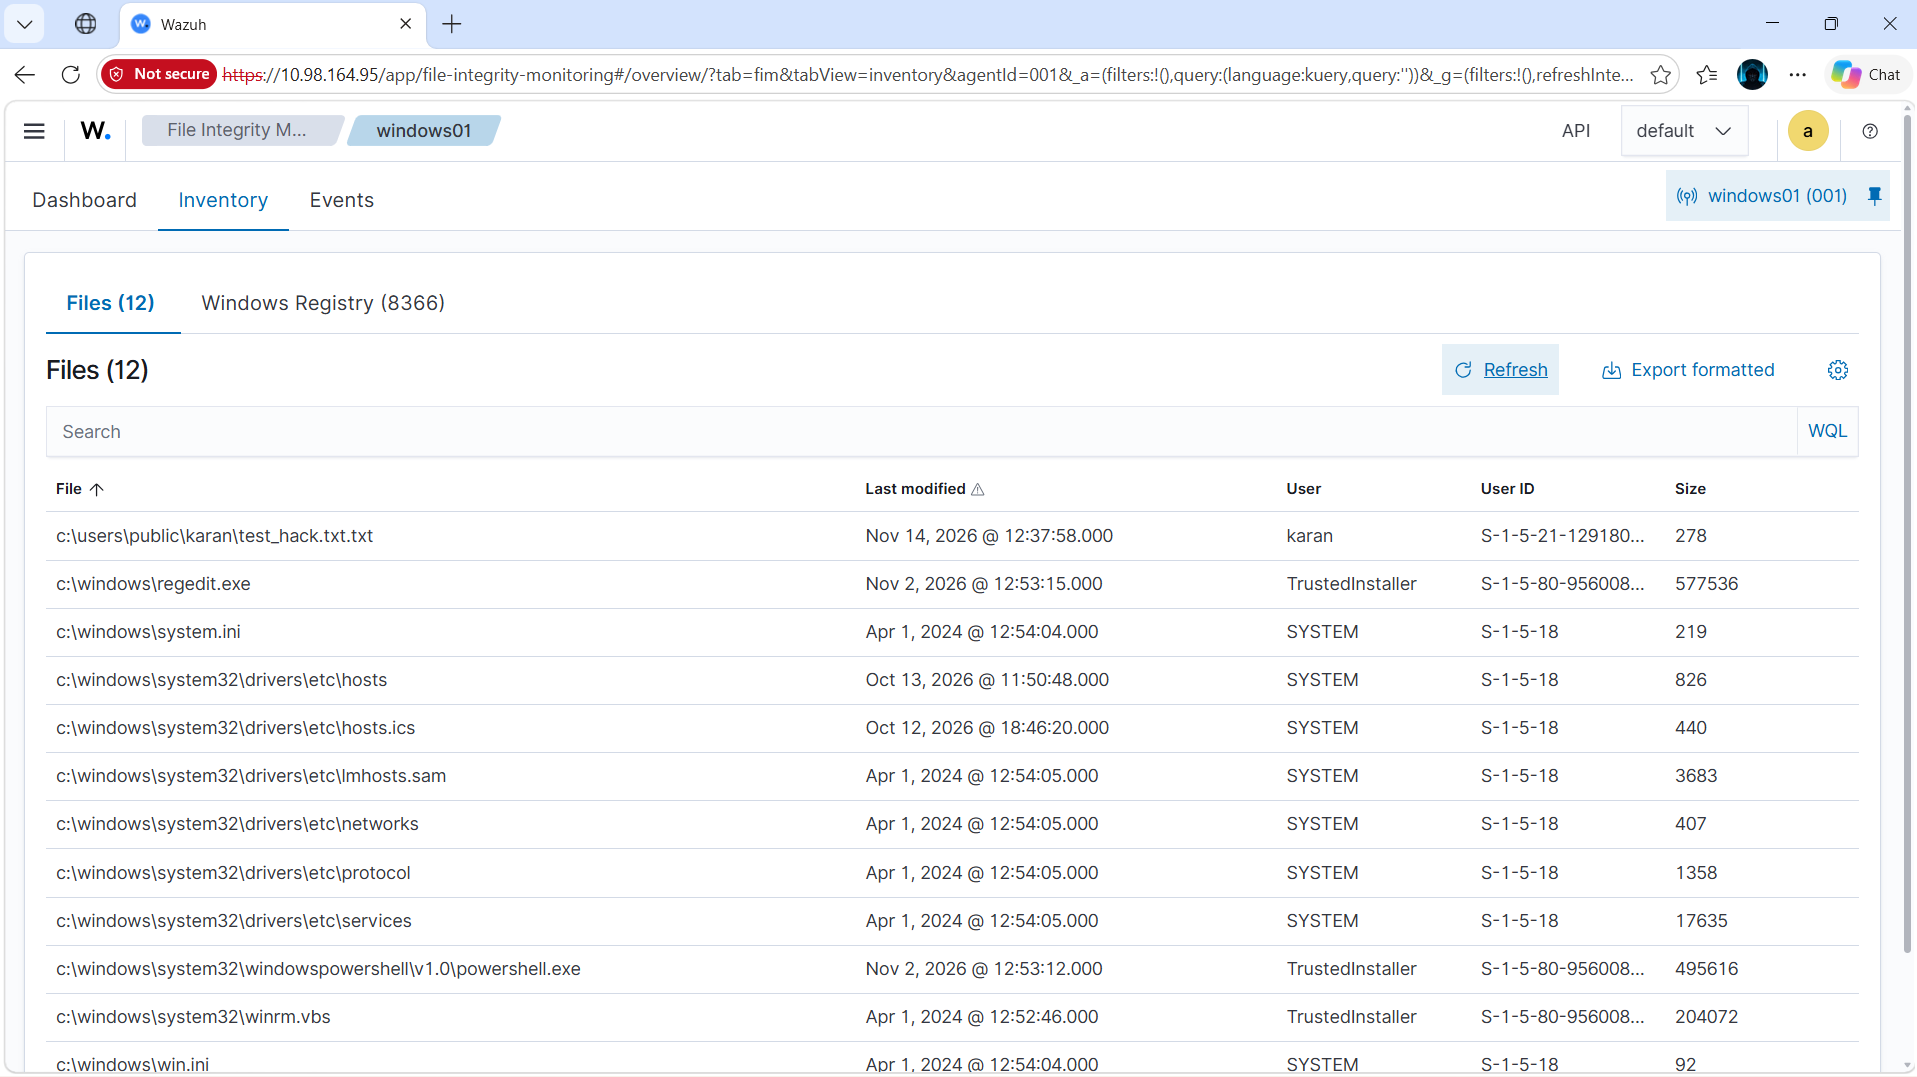 Wazuh
Not secure https://10.98.164.95/app/file-integrity-monitoring#/overview/?tab=fim&tabView=inventory&agentId=001&_a=(filters:!(),query:(language:kuery,query:''))&_g=(filters:!(),refreshInte... Chat
W. File Integrity M... windows01 API default a
Dashboard Inventory Events windows01 (001)
Files (12) Windows Registry (8366)
Files (12) Refresh Export formatted
Search WQL
File Last modified User User ID Size
c:\users\public\karan\test_hack.txt.txt Nov 14, 2026 @ 12:37:58.000 karan S-1-5-21-129180... 278
c:\windows\regedit.exe Nov 2, 2026 @ 12:53:15.000 TrustedInstaller S-1-5-80-956008... 577536
c:\windows\system.ini Apr 1, 2024 @ 12:54:04.000 SYSTEM S-1-5-18 219
c:\windows\system32\drivers\etc\hosts Oct 13, 2026 @ 11:50:48.000 SYSTEM S-1-5-18 826
c:\windows\system32\drivers\etc\hosts.ics Oct 12, 2026 @ 18:46:20.000 SYSTEM S-1-5-18 440
c:\windows\system32\drivers\etc\lmhosts.sam Apr 1, 2024 @ 12:54:05.000 SYSTEM S-1-5-18 3683
c:\windows\system32\drivers\etc\networks Apr 1, 2024 @ 12:54:05.000 SYSTEM S-1-5-18 407
c:\windows\system32\drivers\etc\protocol Apr 1, 2024 @ 12:54:05.000 SYSTEM S-1-5-18 1358
c:\windows\system32\drivers\etc\services Apr 1, 2024 @ 12:54:05.000 SYSTEM S-1-5-18 17635
c:\windows\system32\windowspowershell\v1.0\powershell.exe Nov 2, 2026 @ 12:53:12.000 TrustedInstaller S-1-5-80-956008... 495616
c:\windows\system32\winrm.vbs Apr 1, 2024 @ 12:52:46.000 TrustedInstaller S-1-5-80-956008... 204072
c:\windows\win.ini Apr 1, 2024 @ 12:54:04.000 SYSTEM S-1-5-18 92